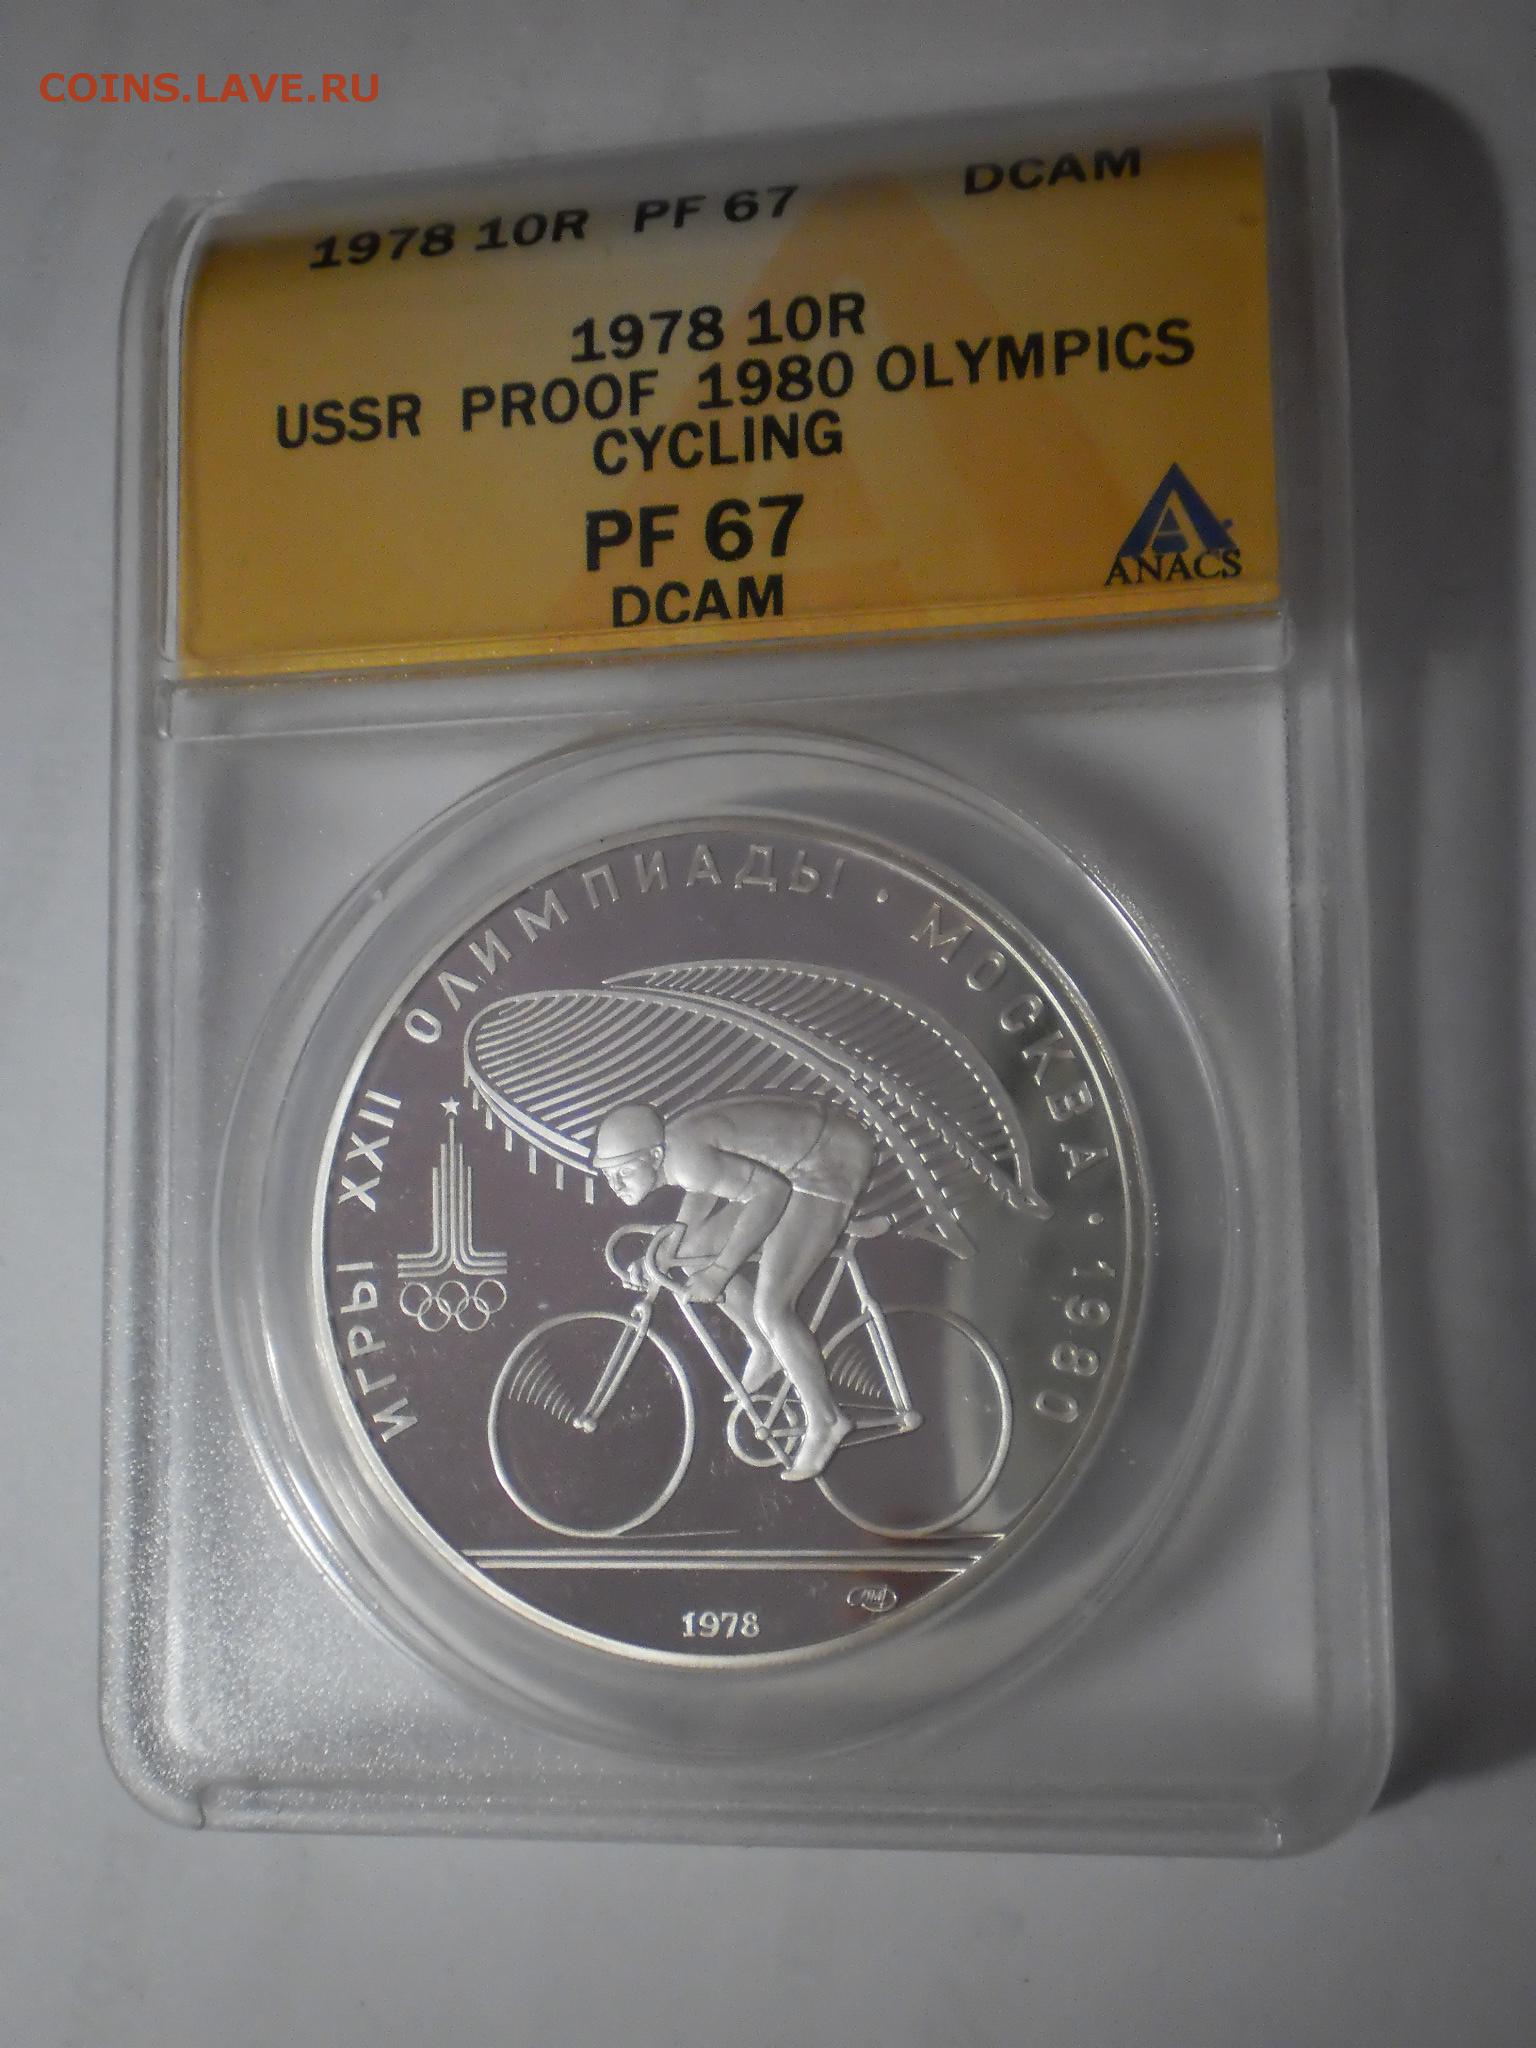 COINS.LAVE.RU
1978 10R PF 67 DCAM
1978 10R
USSR PROOF 1980 OLYMPICS
CYCLING
PF 67
DCAM
ANACS
ИГРЫ XXII ОЛИМПИАДЫ · МОСКВА · 1980
1978